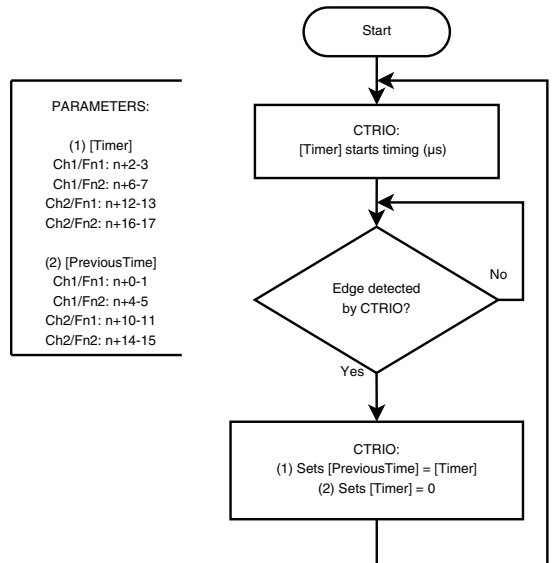 Start
PARAMETERS:
(1) [Timer]
Ch1/Fn1: n+2-3
Ch1/Fn2: n+6-7
Ch2/Fn1: n+12-13
Ch2/Fn2: n+16-17
(2) [PreviousTime]
Ch1/Fn1: n+0-1
Ch1/Fn2: n+4-5
Ch2/Fn1: n+10-11
Ch2/Fn2: n+14-15
CTRIO:
[Timer] starts timing (µs)
Edge detected
by CTRIO?
No
Yes
CTRIO:
(1) Sets [PreviousTime] = [Timer]
(2) Sets [Timer] = 0